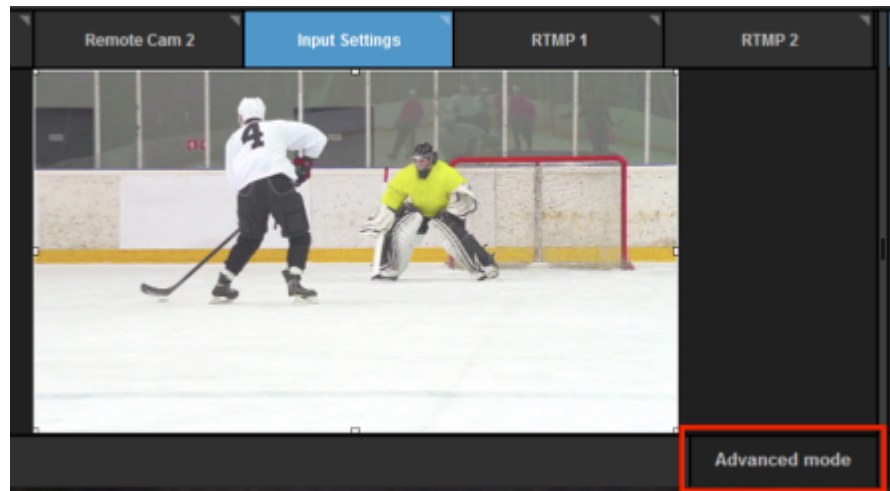 Remote Cam 2
Input Settings
RTMP 1
RTMP 2
4
Advanced mode